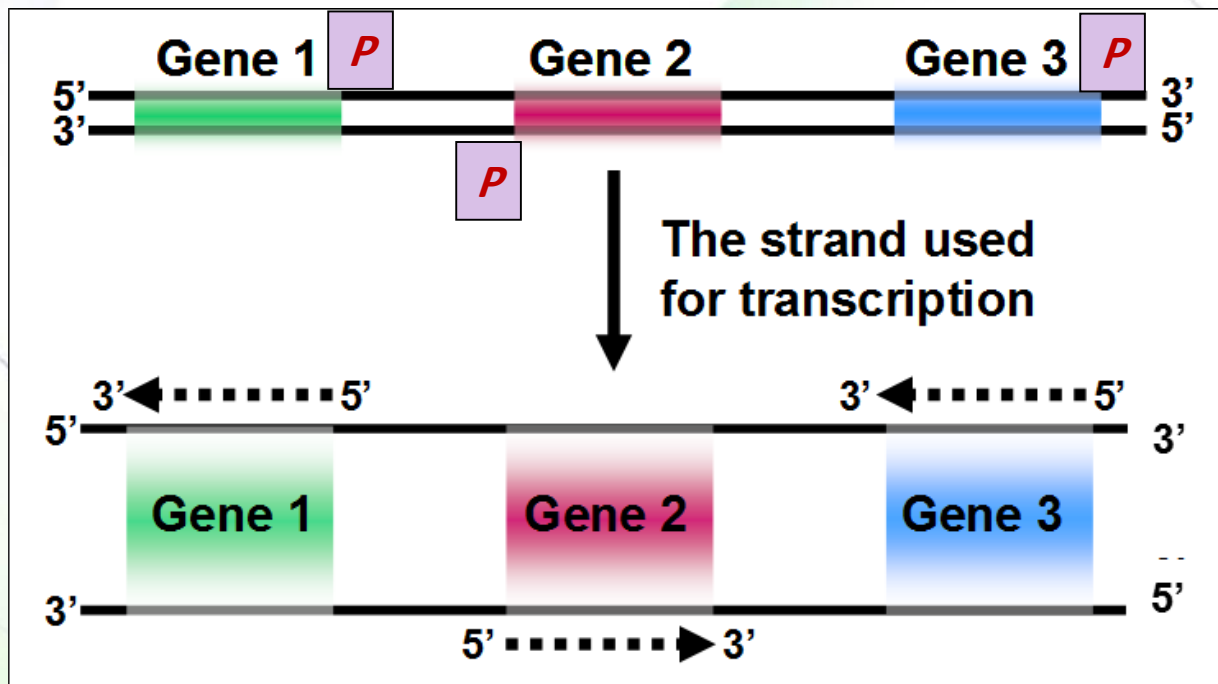 Gene 1 P Gene 2 Gene 3 P
5’ 3’
3’ 5’
P
The strand used
for transcription
3’ 5’ 3’ 5’
5’ 3’
Gene 1 Gene 2 Gene 3
3’ 5’
5’ 3’